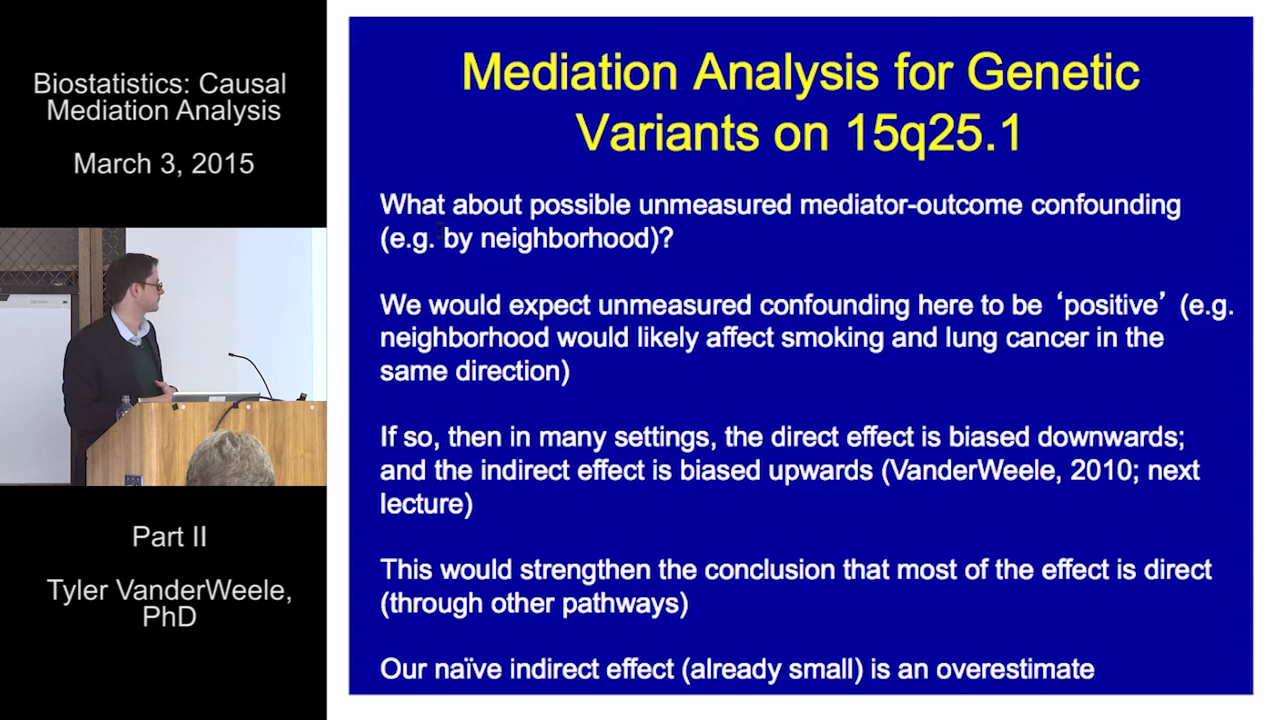 Biostatistics: Causal
Mediation Analysis
March 3, 2015
Part II
Tyler VanderWeele,
PhD
Mediation Analysis for Genetic
Variants on 15q25.1
What about possible unmeasured mediator-outcome confounding
(e.g. by neighborhood)?
We would expect unmeasured confounding here to be ‘positive’ (e.g.
neighborhood would likely affect smoking and lung cancer in the
same direction)
If so, then in many settings, the direct effect is biased downwards;
and the indirect effect is biased upwards (VanderWeele, 2010; next
lecture)
This would strengthen the conclusion that most of the effect is direct
(through other pathways)
Our naïve indirect effect (already small) is an overestimate